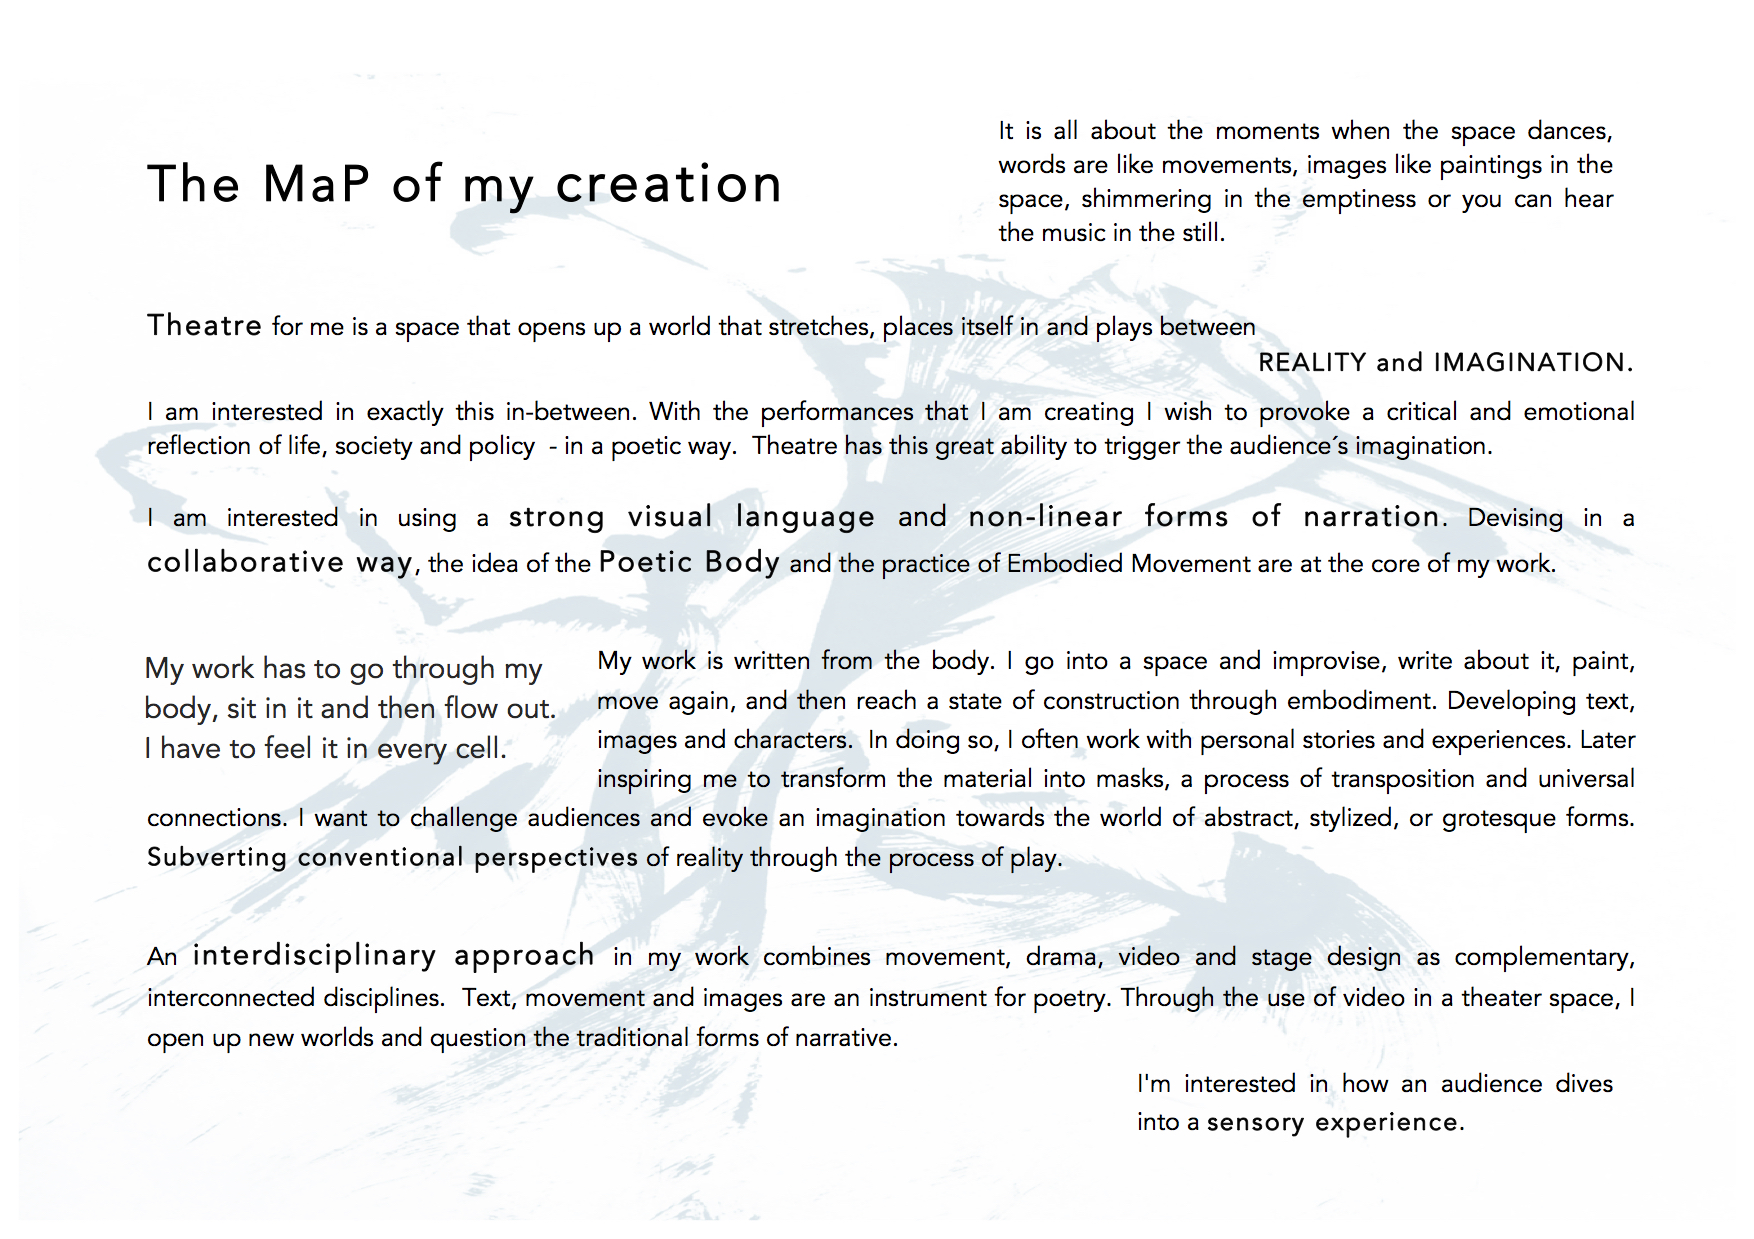 The MaP of my creation
It is all about the moments when the space dances,
words are like movements, images like paintings in the
space, shimmering in the emptiness or you can hear
the music in the still.
Theatre for me is a space that opens up a world that stretches, places itself in and plays between
REALITY and IMAGINATION.
I am interested in exactly this in-between. With the performances that I am creating I wish to provoke a critical and emotional
reflection of life, society and policy - in a poetic way. Theatre has this great ability to trigger the audience´s imagination.
I am interested in using a strong visual language and non-linear forms of narration. Devising in a
collaborative way, the idea of the Poetic Body and the practice of Embodied Movement are at the core of my work.
My work has to go through my
body, sit in it and then flow out.
I have to feel it in every cell.
My work is written from the body. I go into a space and improvise, write about it, paint,
move again, and then reach a state of construction through embodiment. Developing text,
images and characters. In doing so, I often work with personal stories and experiences. Later
inspiring me to transform the material into masks, a process of transposition and universal
connections. I want to challenge audiences and evoke an imagination towards the world of abstract, stylized, or grotesque forms.
Subverting conventional perspectives of reality through the process of play.
An interdisciplinary approach in my work combines movement, drama, video and stage design as complementary,
interconnected disciplines. Text, movement and images are an instrument for poetry. Through the use of video in a theater space, I
open up new worlds and question the traditional forms of narrative.
I'm interested in how an audience dives
into a sensory experience.